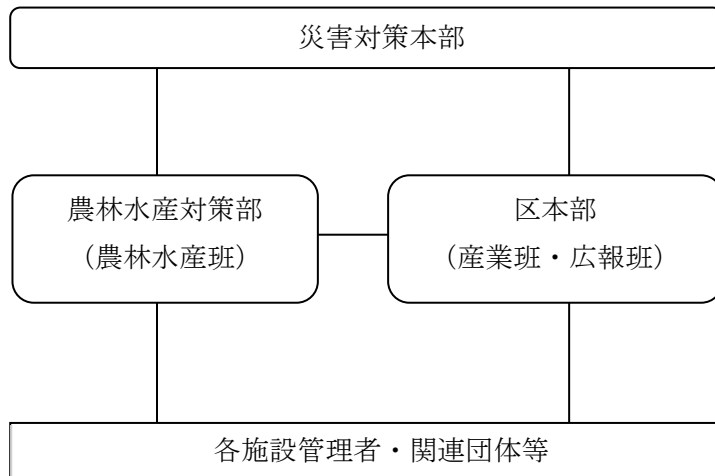 災害対策本部
農林水産対策部
（農林水産班）
区本部
（産業班・広報班）
各施設管理者・関連団体等